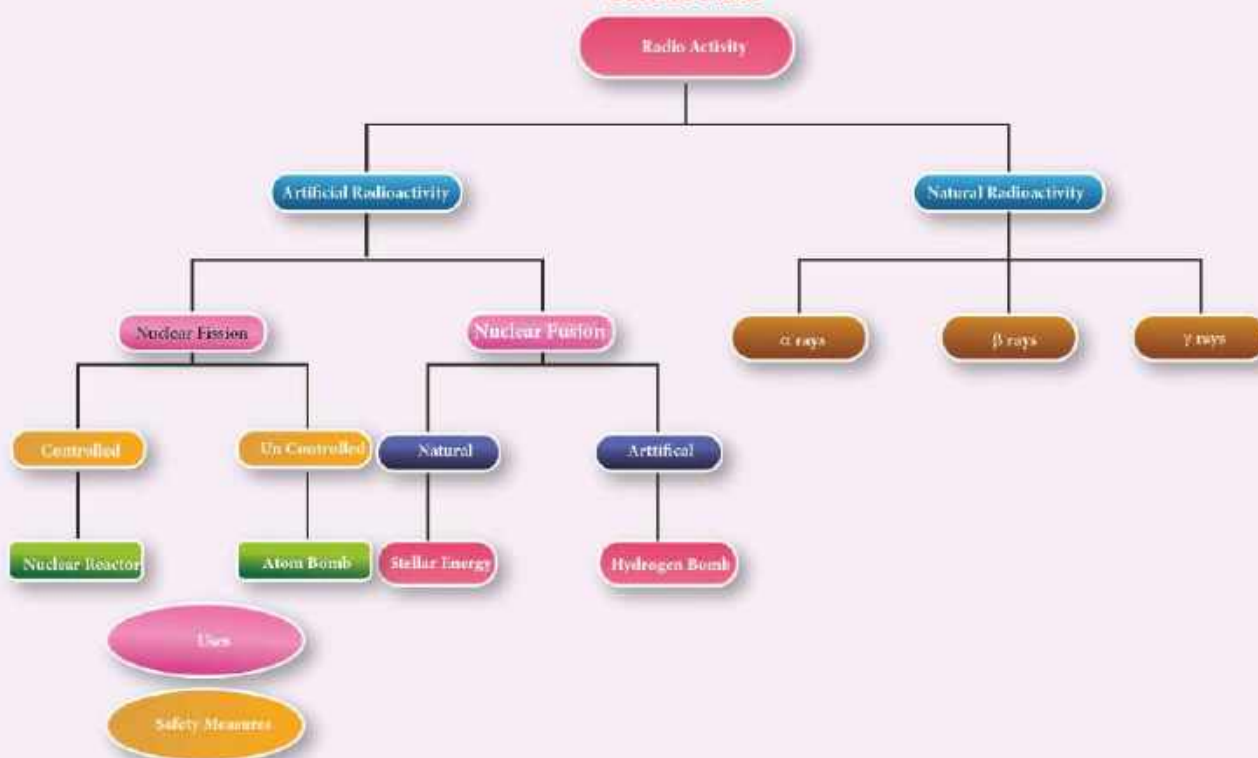 Radio Activity
Artificial Radioactivity
Natural Radioactivity
Nuclear Fission
Nuclear Fusion
α rays
β rays
γ rays
Controlled
Un Controlled
Natural
Arttifical
Nuclear Reactor
Atom Bomb
Stellar Energy
Hydrogen Bomb
Uses
Safety Measures